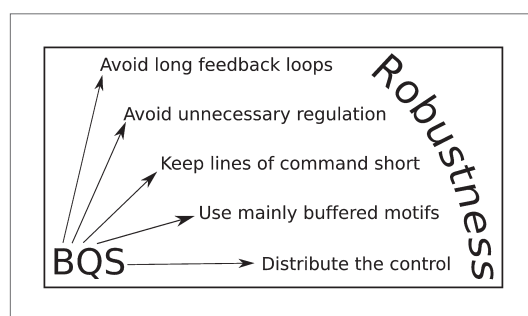 Avoid long feedback loops
Avoid unnecessary regulation
Keep lines of command short
Use mainly buffered motifs
BQS
Distribute the control
Robustness